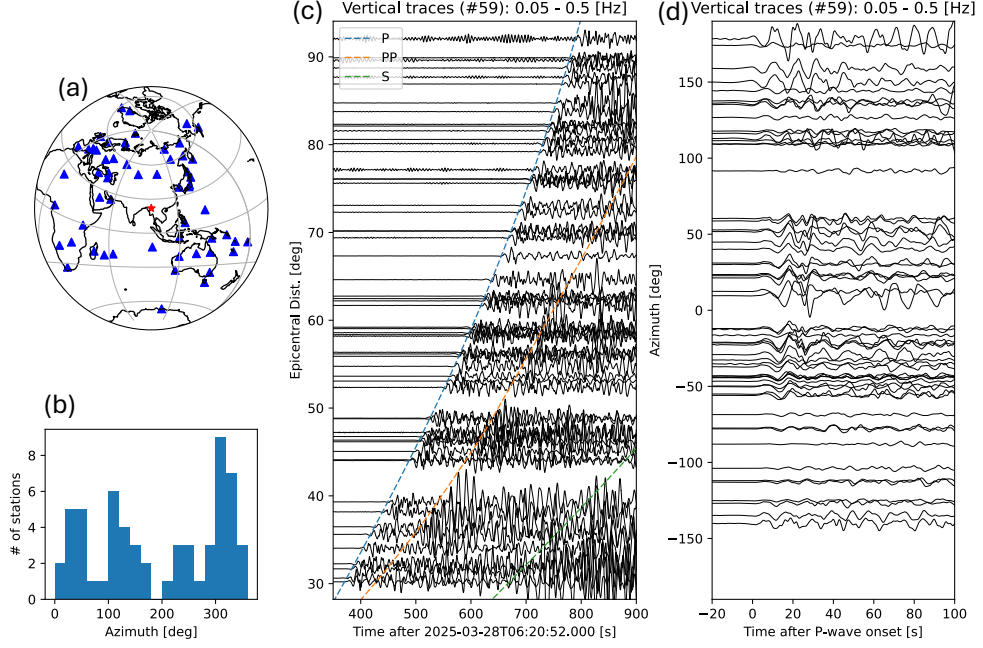 (a)
(b)
# of stations
8
6
4
2
0
0
100
200
300
Azimuth [deg]
(c)
Vertical traces (#59): 0.05 - 0.5 [Hz]
P
PP
S
Epicentral Dist. [deg]
90
80
70
60
50
40
30
400
500
600
700
800
900
Time after 2025-03-28T06:20:52.000 [s]
(d)
Vertical traces (#59): 0.05 - 0.5 [Hz]
Azimuth [deg]
150
100
50
0
−50
−100
−150
−20
0
20
40
60
80
100
Time after P-wave onset [s]